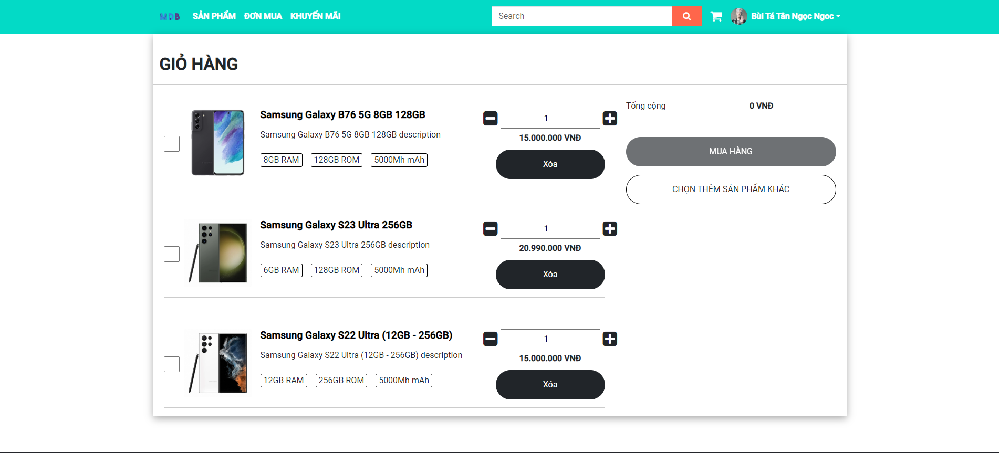 MDB SẢN PHẨM ĐƠN MUA KHUYẾN MÃI Search Bùi Tá Tân Ngọc Ngoc
GIỎ HÀNG
Samsung Galaxy B76 5G 8GB 128GB
Samsung Galaxy B76 5G 8GB 128GB description
8GB RAM 128GB ROM 5000Mh mAh
1
15.000.000 VNĐ
Xóa
Samsung Galaxy S23 Ultra 256GB
Samsung Galaxy S23 Ultra 256GB description
6GB RAM 128GB ROM 5000Mh mAh
1
20.990.000 VNĐ
Xóa
Samsung Galaxy S22 Ultra (12GB - 256GB)
Samsung Galaxy S22 Ultra (12GB - 256GB) description
12GB RAM 256GB ROM 5000Mh mAh
1
15.000.000 VNĐ
Xóa
Tổng cộng 0 VNĐ
MUA HÀNG
CHỌN THÊM SẢN PHẨM KHÁC